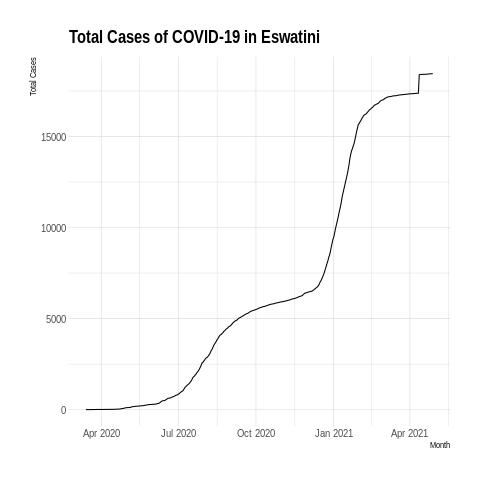 Total Cases of COVID-19 in Eswatini
Total Cases
15000
10000
5000
0
Apr 2020 Jul 2020 Oct 2020 Jan 2021 Apr 2021
Month